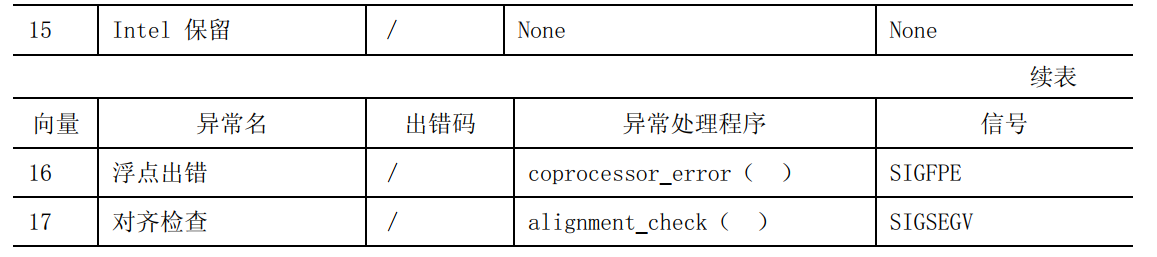 15 Intel 保留 / None None
续表
向量 异常名 出错码 异常处理程序 信号
16 浮点出错 / coprocessor_error（ ） SIGFPE
17 对齐检查 / alignment_check（ ） SIGSEGV